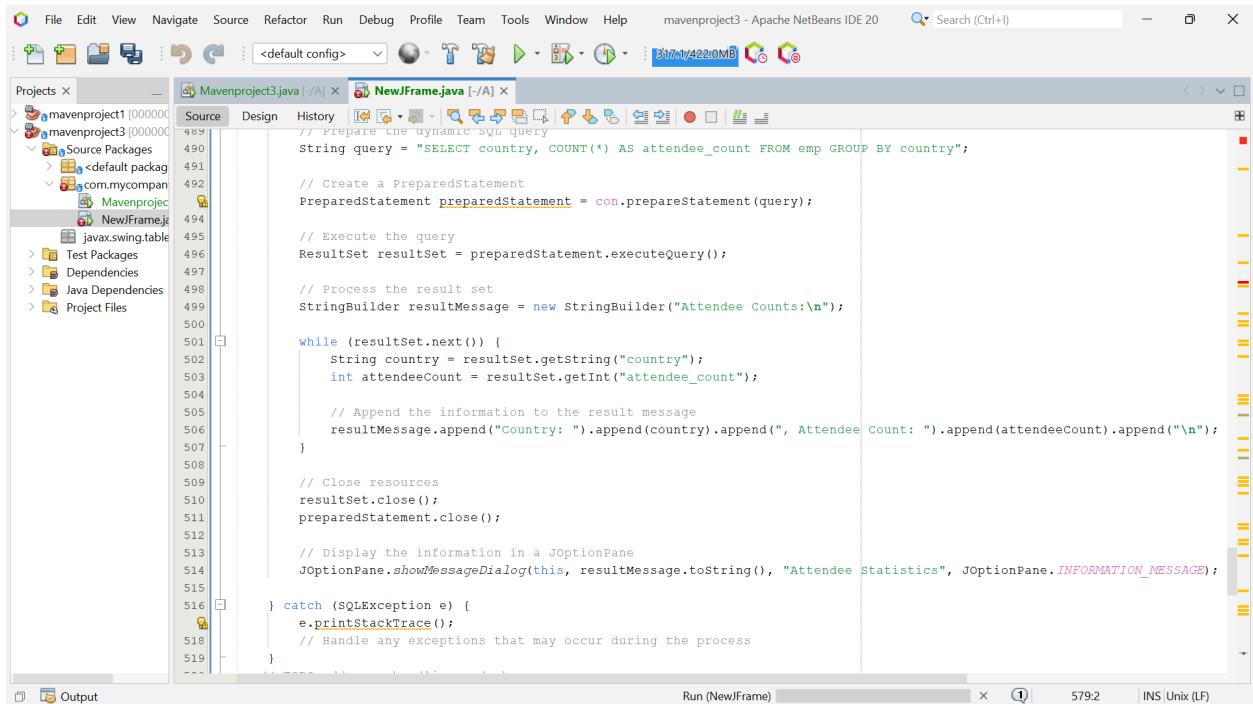 File Edit View Navigate Source Refactor Run Debug Profile Team Tools Window Help mavenproject3 - Apache NetBeans IDE 20 Search (Ctrl+I)
<default config> 317.1/422.0MB
Projects
Mavenproject3.java [-/A] NewJFrame.java [-/A]
Source Design History
mavenproject1 [000000
mavenproject3 [000000
Source Packages
<default packag
com.mycompan
Mavenprojec
NewJFrame.ja
javax.swing.table
Test Packages
Dependencies
Java Dependencies
Project Files
489 // Prepare the dynamic SQL query
490 String query = "SELECT country, COUNT(*) AS attendee_count FROM emp GROUP BY country";
491
492 // Create a PreparedStatement
PreparedStatement preparedStatement = con.prepareStatement(query);
494
495 // Execute the query
496 ResultSet resultSet = preparedStatement.executeQuery();
497
498 // Process the result set
499 StringBuilder resultMessage = new StringBuilder("Attendee Counts:\n");
500
501 while (resultSet.next()) {
502 String country = resultSet.getString("country");
503 int attendeeCount = resultSet.getInt("attendee_count");
504
505 // Append the information to the result message
506 resultMessage.append("Country: ").append(country).append(", Attendee Count: ").append(attendeeCount).append("\n");
507 }
508
509 // Close resources
510 resultSet.close();
511 preparedStatement.close();
512
513 // Display the information in a JOptionPane
514 JOptionPane.showMessageDialog(this, resultMessage.toString(), "Attendee Statistics", JOptionPane.INFORMATION_MESSAGE);
515
516 } catch (SQLException e) {
e.printStackTrace();
518 // Handle any exceptions that may occur during the process
519 }
Output Run (NewJFrame) 1 579:2 INS Unix (LF)